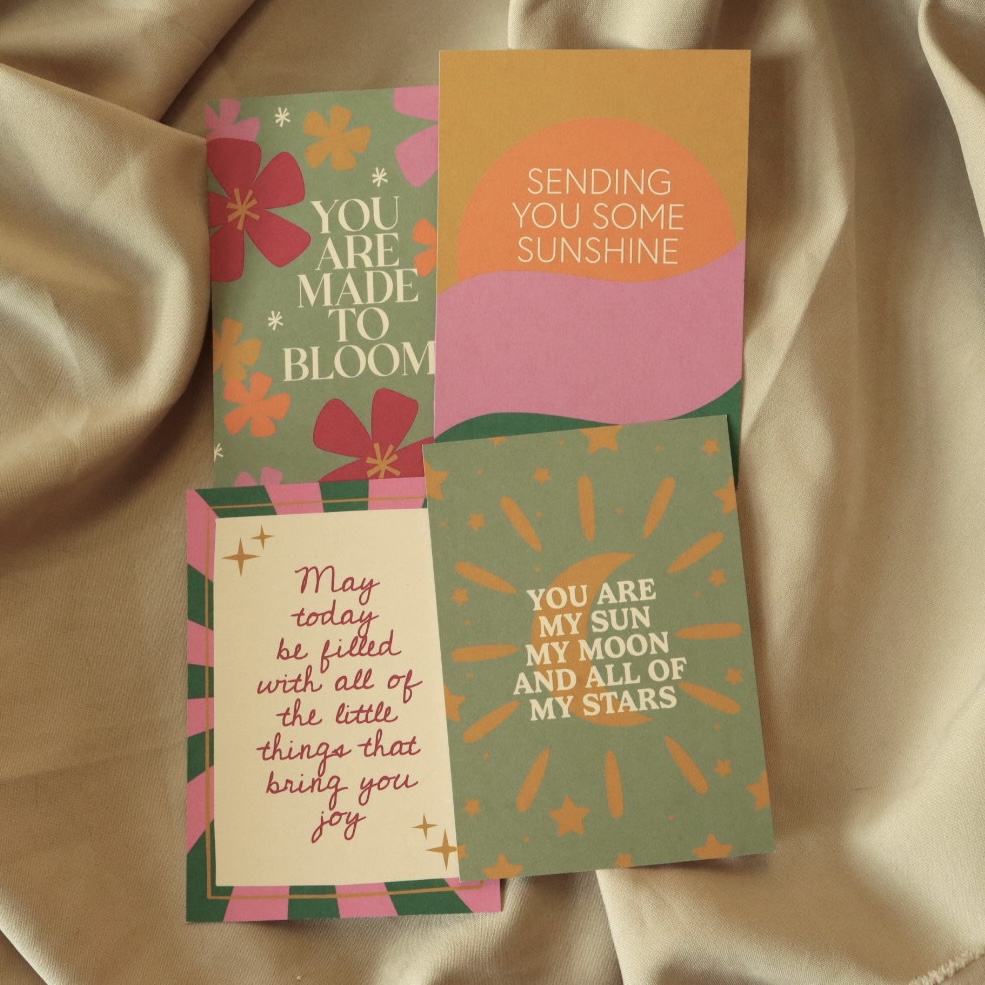 YOU
ARE
MADE
TO
BLOOM
SENDING
YOU SOME
SUNSHINE
May
today
be filled
with all of
the little
things that
bring you
joy
YOU ARE
MY SUN
MY MOON
AND ALL OF
MY STARS